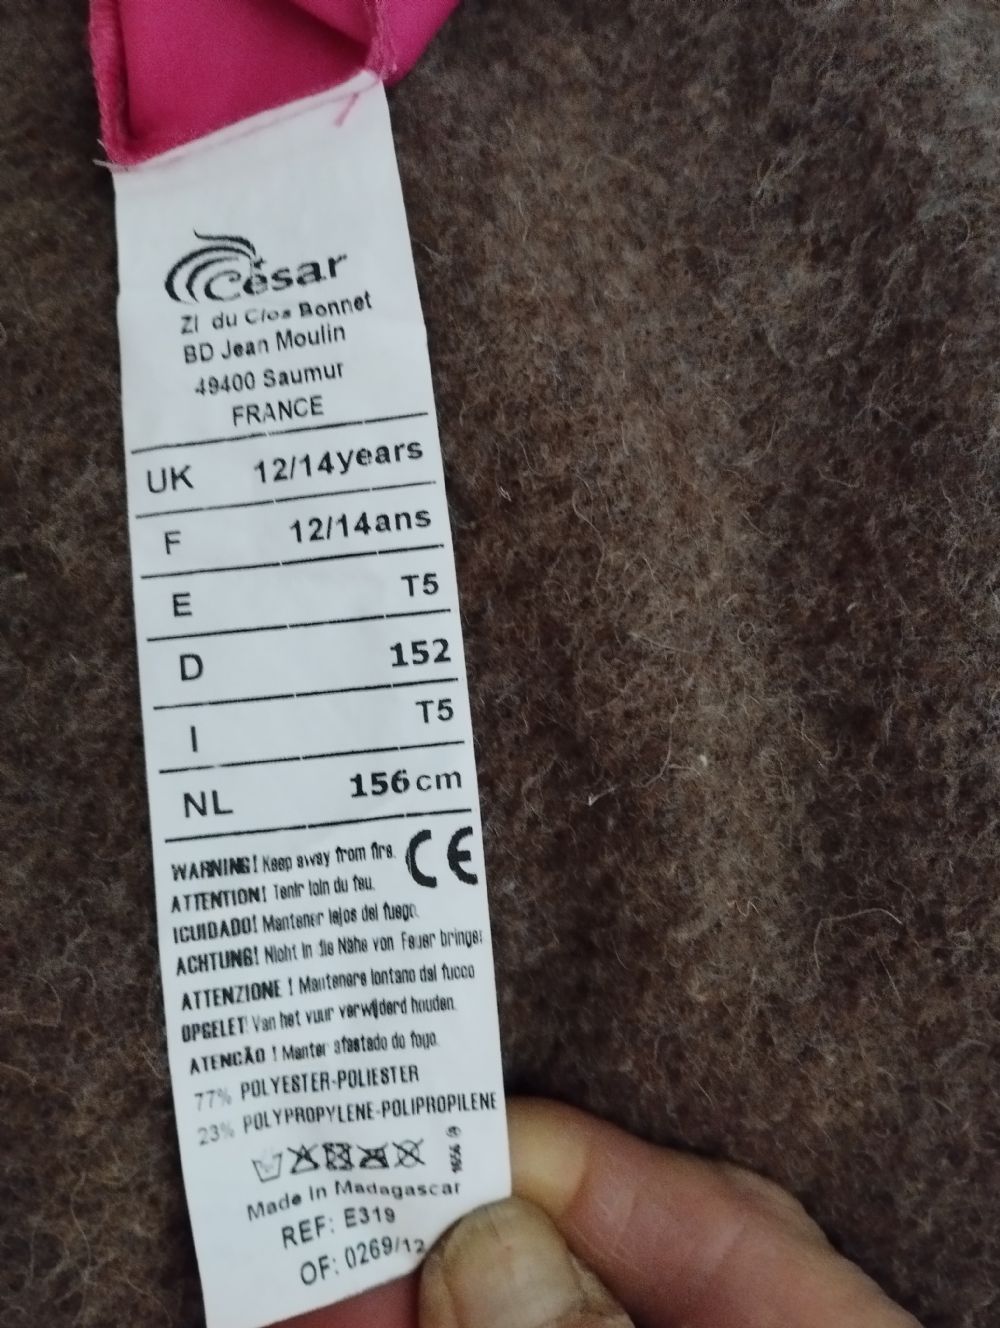 César
ZI du Clos Bonnet
BD Jean Moulin
49400 Saumur
FRANCE
UK 12/14years
F 12/14ans
E T5
D 152
I T5
NL 156cm
CE
WARNING! Keep away from fire.
ATTENTION! Tenir loin du feu.
¡CUIDADO! Mantener lejos del fuego.
ACHTUNG! Nicht in die Nähe von Feuer bringe
ATTENZIONE ! Mantenere lontano dal fuoco
OPGELET! Van het vuur verwijderd houden.
ATENCÃO ! Manter afastado do fogo.
77% POLYESTER-POLIESTER
23% POLYPROPYLENE-POLIPROPILENE
Made in Madagascar
REF: E319
OF: 0269/12